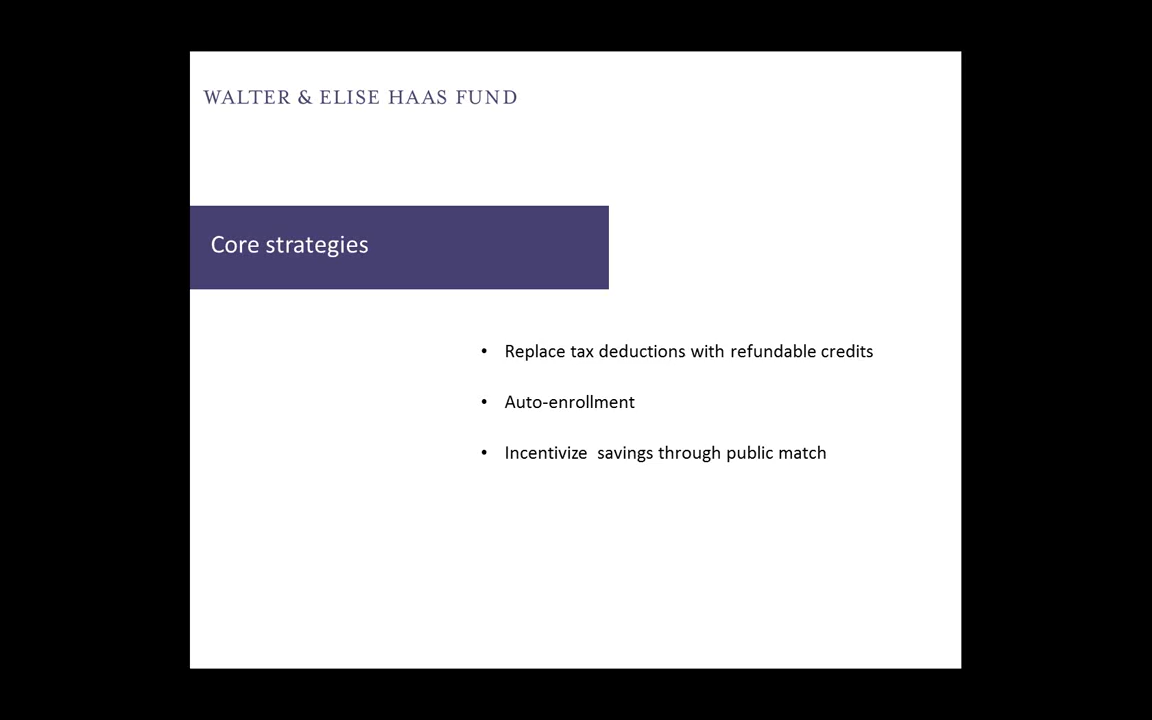 WALTER & ELISE HAAS FUND
Core strategies
• Replace tax deductions with refundable credits
• Auto-enrollment
• Incentivize  savings through public match